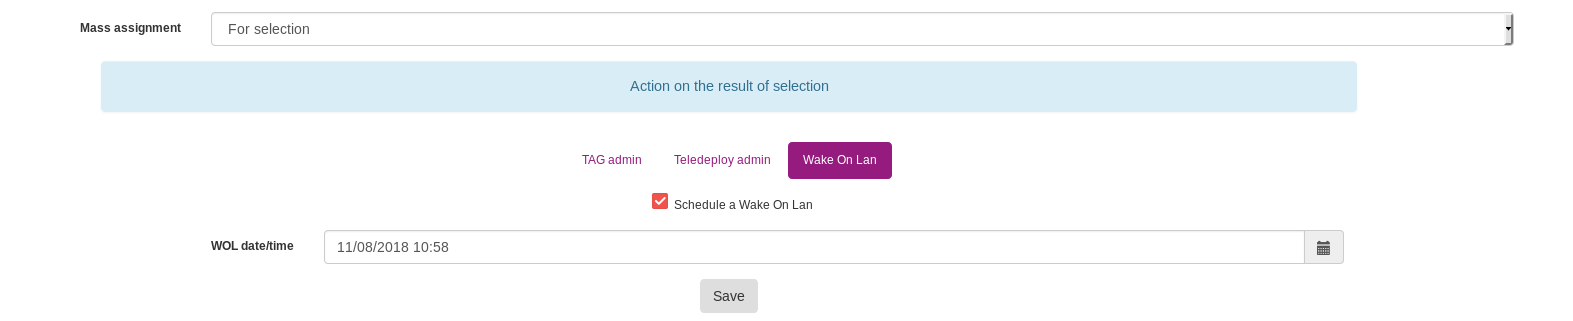 Mass assignment For selection
Action on the result of selection
TAG admin Teledeploy admin Wake On Lan
Schedule a Wake On Lan
WOL date/time 11/08/2018 10:58
Save